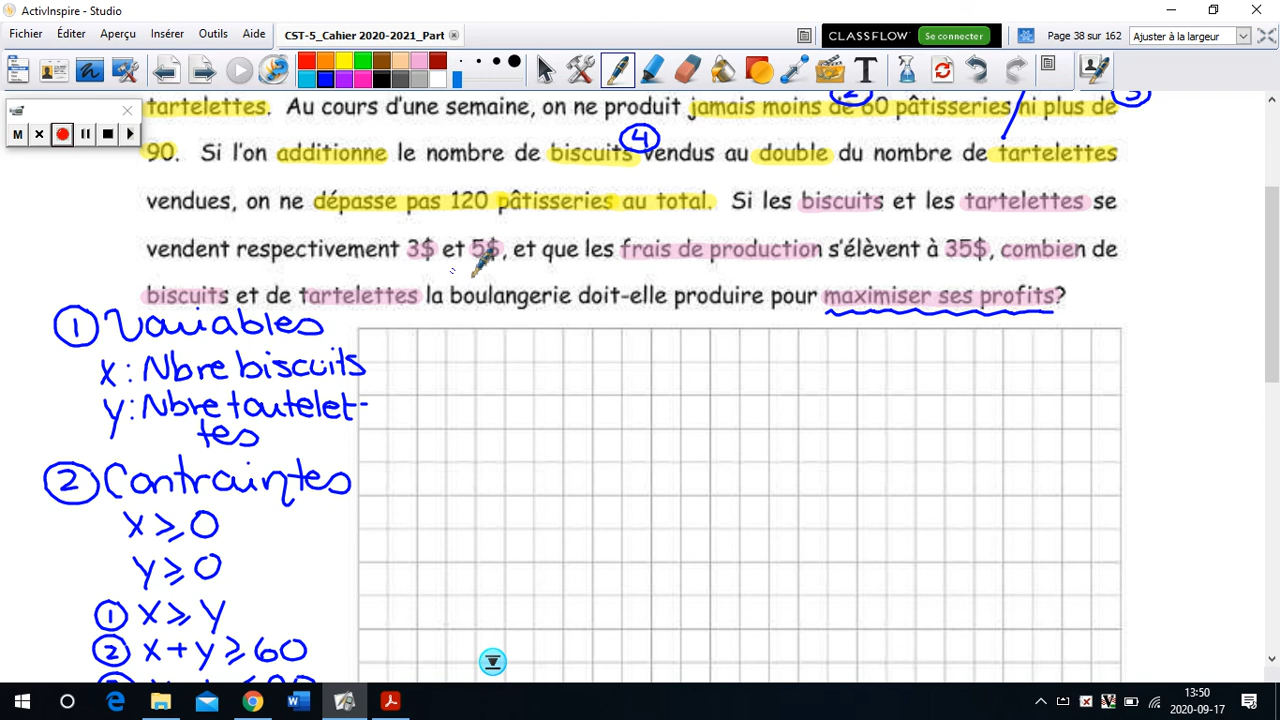 ActivInspire - Studio
Fichier Éditer Aperçu Insérer Outils Aide CST-5_Cahier 2020-2021_Part CLASSFLOW Se connecter Page 38 sur 162 Ajuster à la largeur
M
tartelettes. Au cours d'une semaine, on ne produit jamais moins de 60 pâtisseries ni plus de
90. Si l'on additionne le nombre de biscuits vendus au double du nombre de tartelettes
vendues, on ne dépasse pas 120 pâtisseries au total. Si les biscuits et les tartelettes se
vendent respectivement 3$ et 5$, et que les frais de production s'élèvent à 35$, combien de
biscuits et de tartelettes la boulangerie doit-elle produire pour maximiser ses profits?
2
3
4
1 Variables
x : Nbre biscuits
y : Nbre tartelet-
tes
2 Contraintes
x ≥ 0
y ≥ 0
1 x ≥ y
2 x + y ≥ 60
13:50
2020-09-17